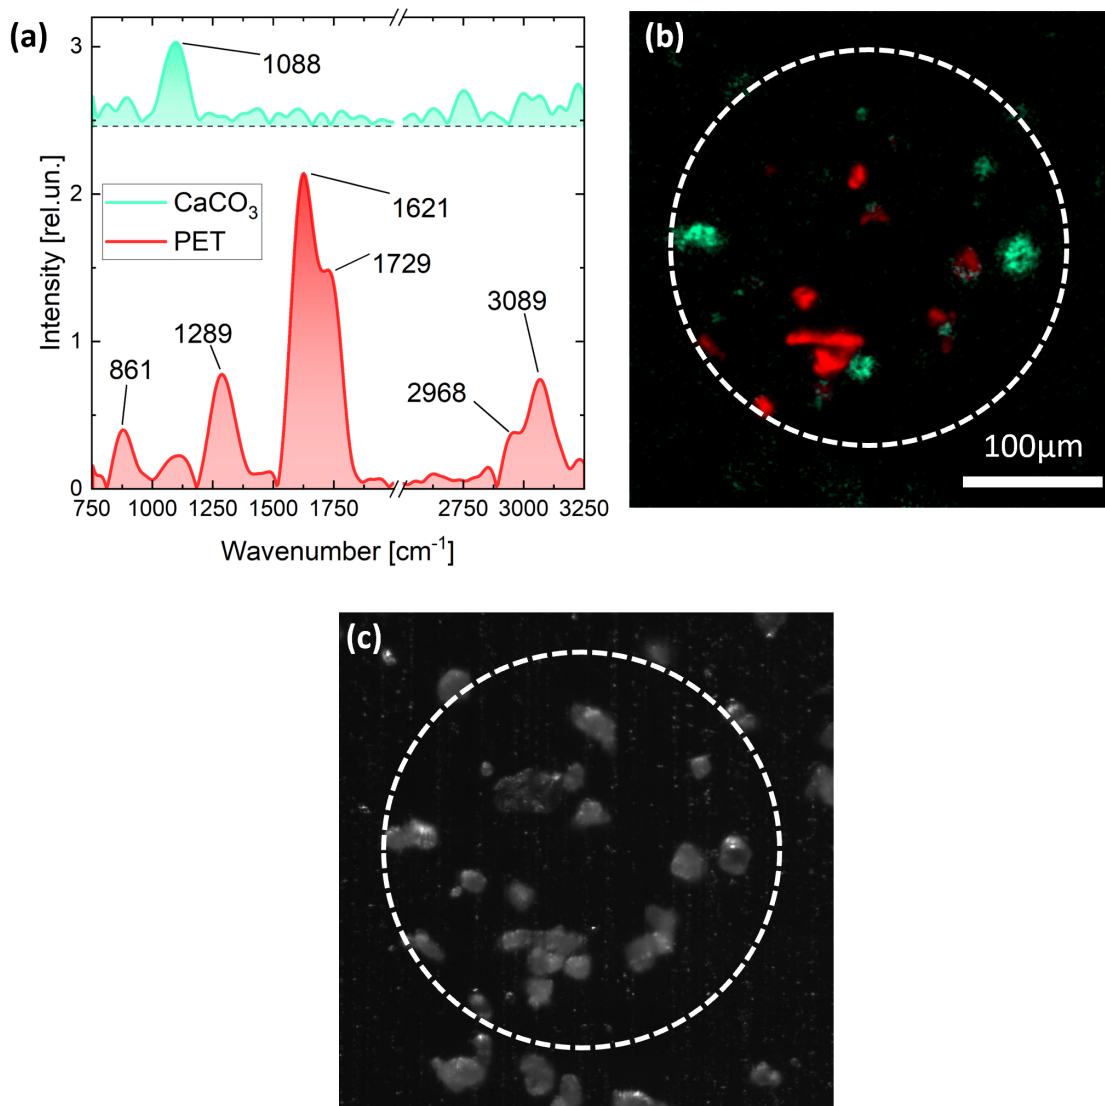 (a)
3
2
1
0
Intensity [rel.un.]
1088
CaCO₃
PET
1621
1729
1289
861
2968
3089
750 1000 1250 1500 1750 2750 3000 3250
Wavenumber [cm⁻¹]
(b)
100µm
(c)